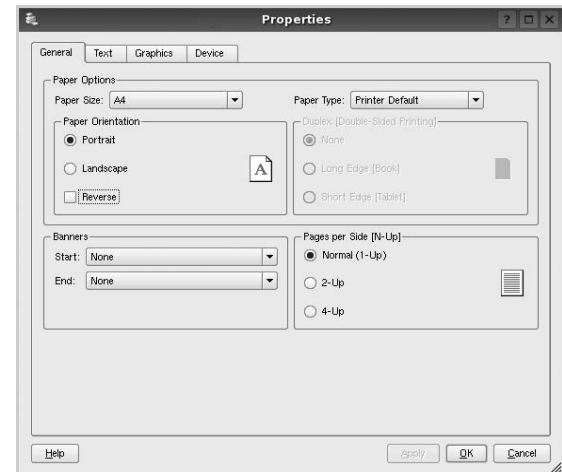 Properties
General Text Graphics Device
Paper Options
Paper Size: A4
Paper Type: Printer Default
Paper Orientation
Portrait
Landscape
Reverse
A
Duplex [Double-Sided Printing]
None
Long Edge [Book]
Short Edge [Tablet]
Banners
Start: None
End: None
Pages per Side [N-Up]
Normal (1-Up)
2-Up
4-Up
Help Apply OK Cancel